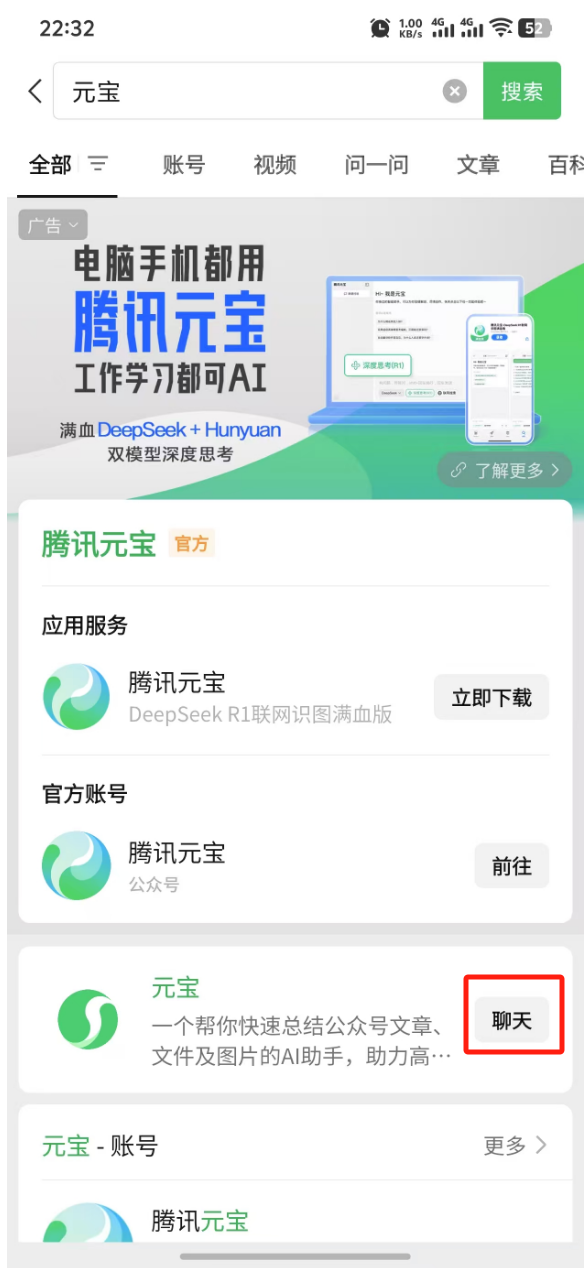 22:32
1.00 KB/s 4G 4G 52
元宝
搜索
全部 账号 视频 问一问 文章 百科
广告
电脑手机都用
腾讯元宝
工作学习都可AI
满血DeepSeek + Hunyuan
双模型深度思考
Hi~ 我是元宝
深度思考(R1)
了解更多
腾讯元宝 官方
应用服务
腾讯元宝
DeepSeek R1联网识图满血版
立即下载
官方账号
腾讯元宝
公众号
前往
元宝
一个帮你快速总结公众号文章、
文件及图片的AI助手，助力高…
聊天
元宝 - 账号
更多
腾讯元宝